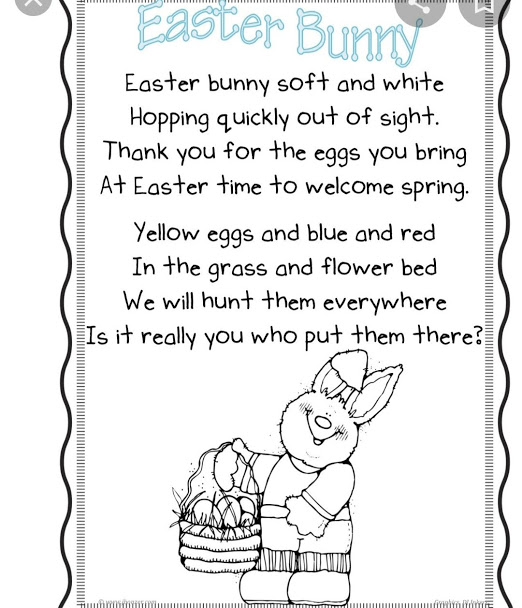 Easter Bunny
Easter bunny soft and white
Hopping quickly out of sight.
Thank you for the eggs you bring
At Easter time to welcome spring.
Yellow eggs and blue and red
In the grass and flower bed
We will hunt them everywhere
Is it really you who put them there?